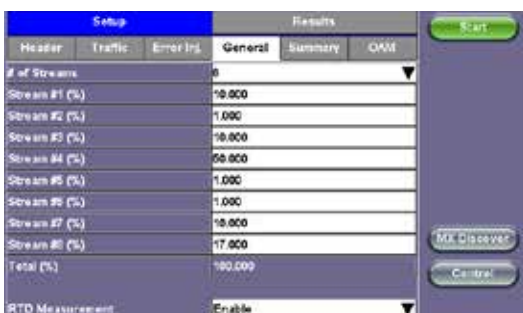 Setup Results Start
Header Traffic Error Inj. General Summary OAM
# of Streams 8
Stream #1 (%) 10.000
Stream #2 (%) 1.000
Stream #3 (%) 10.000
Stream #4 (%) 50.000
Stream #5 (%) 1.000
Stream #6 (%) 1.000
Stream #7 (%) 10.000
Stream #8 (%) 17.000
MX Discover
Total (%) 100.000
Control
RTD Measurement Enable